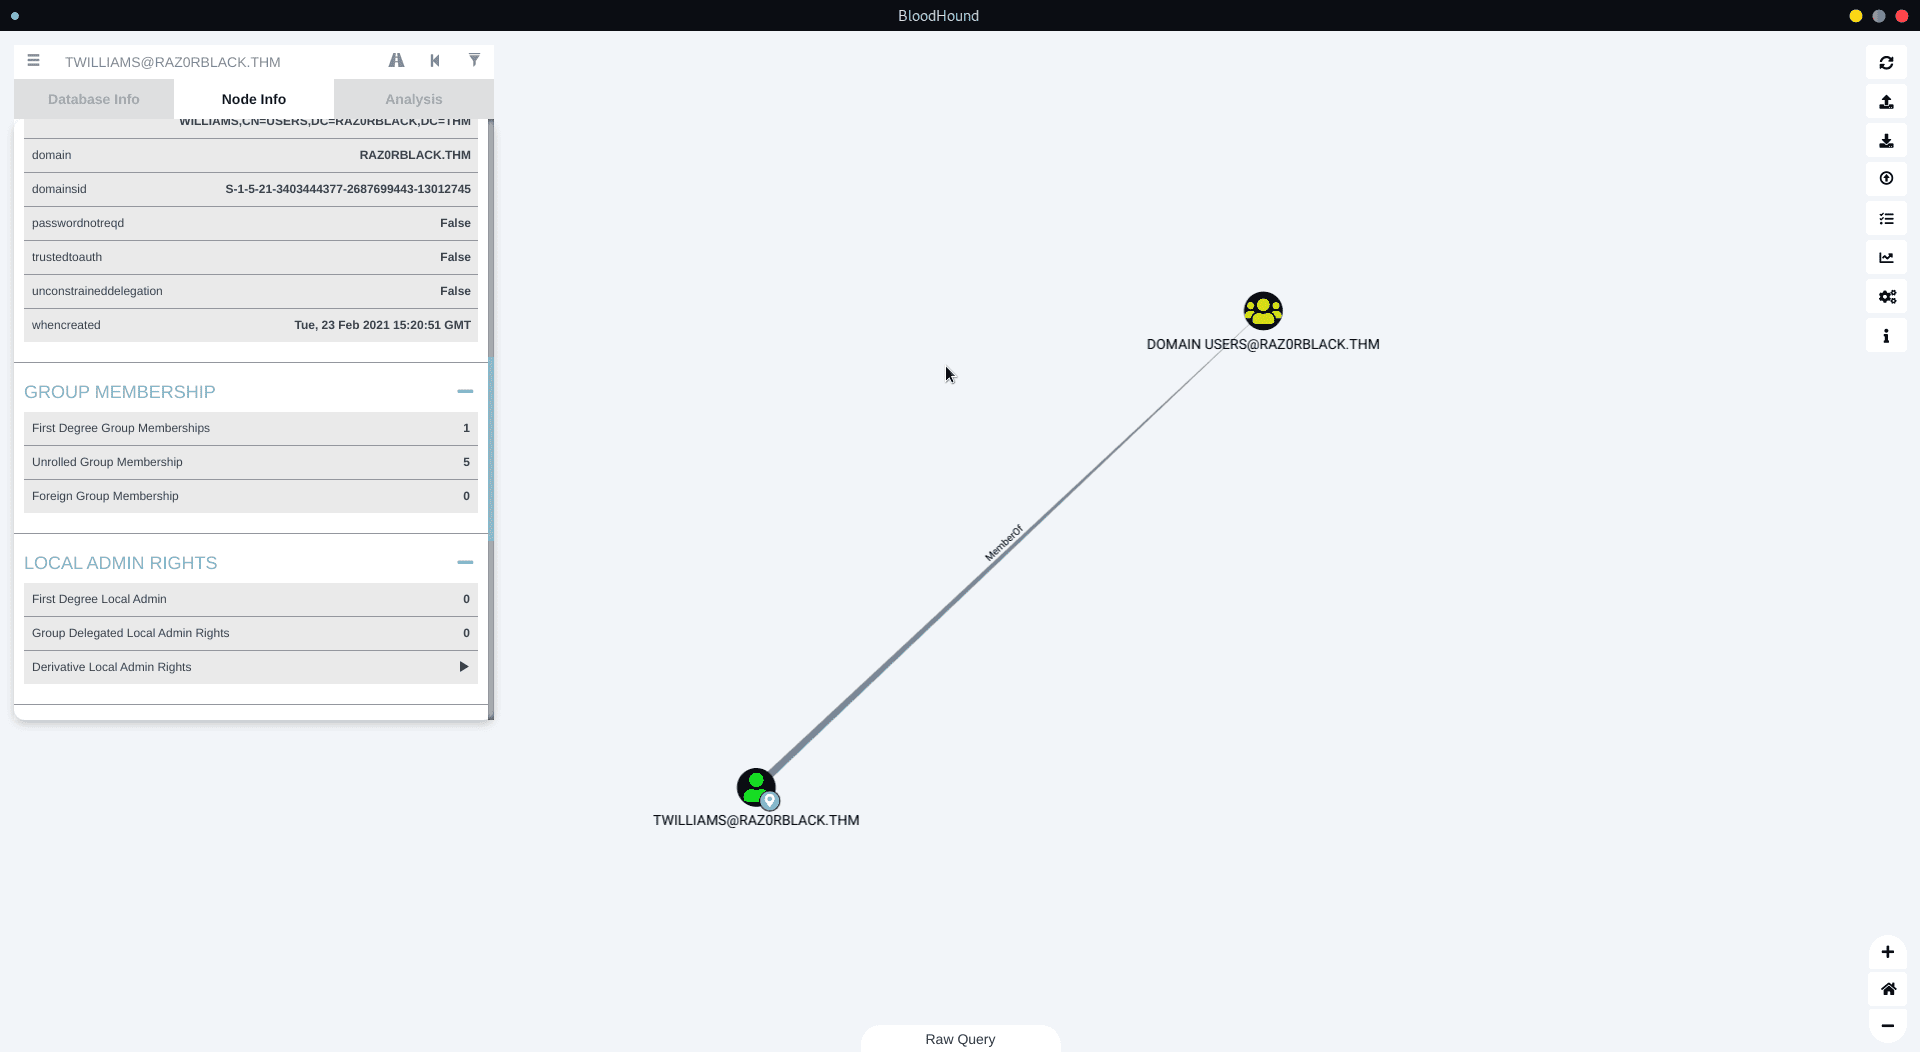 BloodHound
TWILLIAMS@RAZ0RBLACK.THM
Database Info
Node Info
Analysis
WILLIAMS,CN=USERS,DC=RAZ0RBLACK,DC=THM
domain RAZ0RBLACK.THM
domainsid S-1-5-21-3403444377-2687699443-13012745
passwordnotreqd False
trustedtoauth False
unconstraineddelegation False
whencreated Tue, 23 Feb 2021 15:20:51 GMT
GROUP MEMBERSHIP
First Degree Group Memberships 1
Unrolled Group Membership 5
Foreign Group Membership 0
LOCAL ADMIN RIGHTS
First Degree Local Admin 0
Group Delegated Local Admin Rights 0
Derivative Local Admin Rights
DOMAIN USERS@RAZ0RBLACK.THM
MemberOf
TWILLIAMS@RAZ0RBLACK.THM
Raw Query